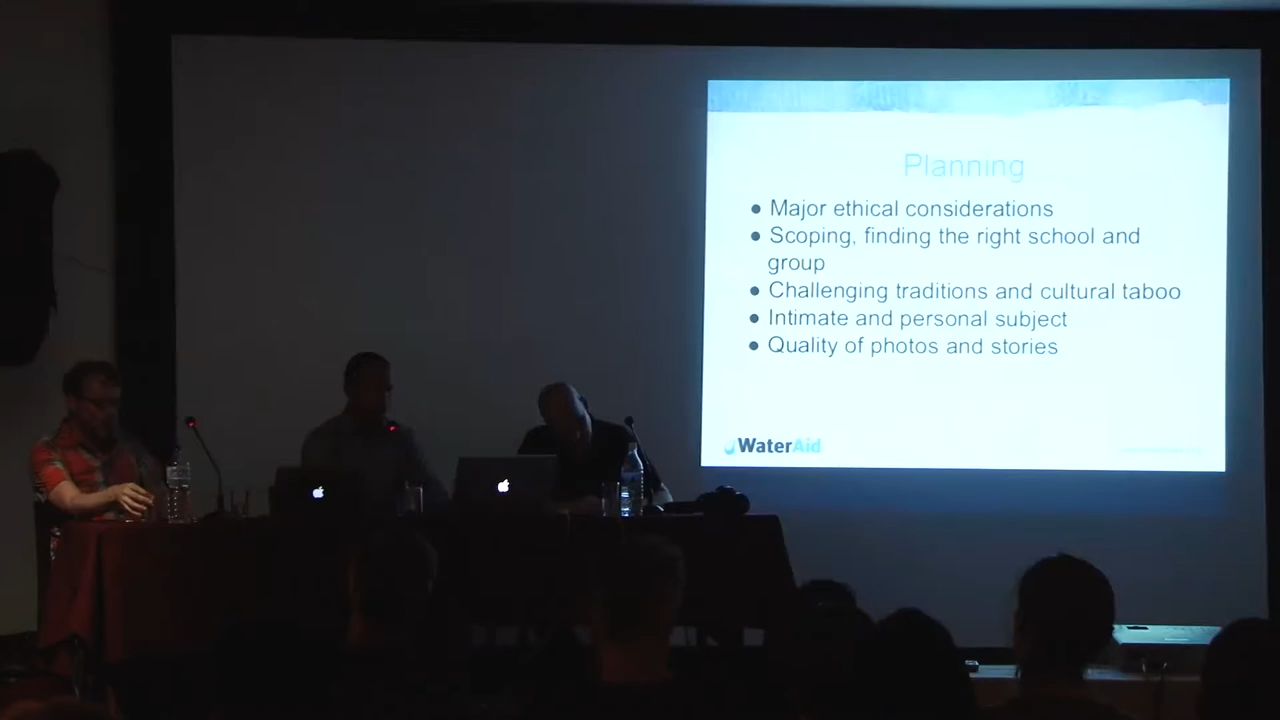 Planning
● Major ethical considerations
● Scoping, finding the right school and
group
● Challenging traditions and cultural taboo
● Intimate and personal subject
● Quality of photos and stories
WaterAid